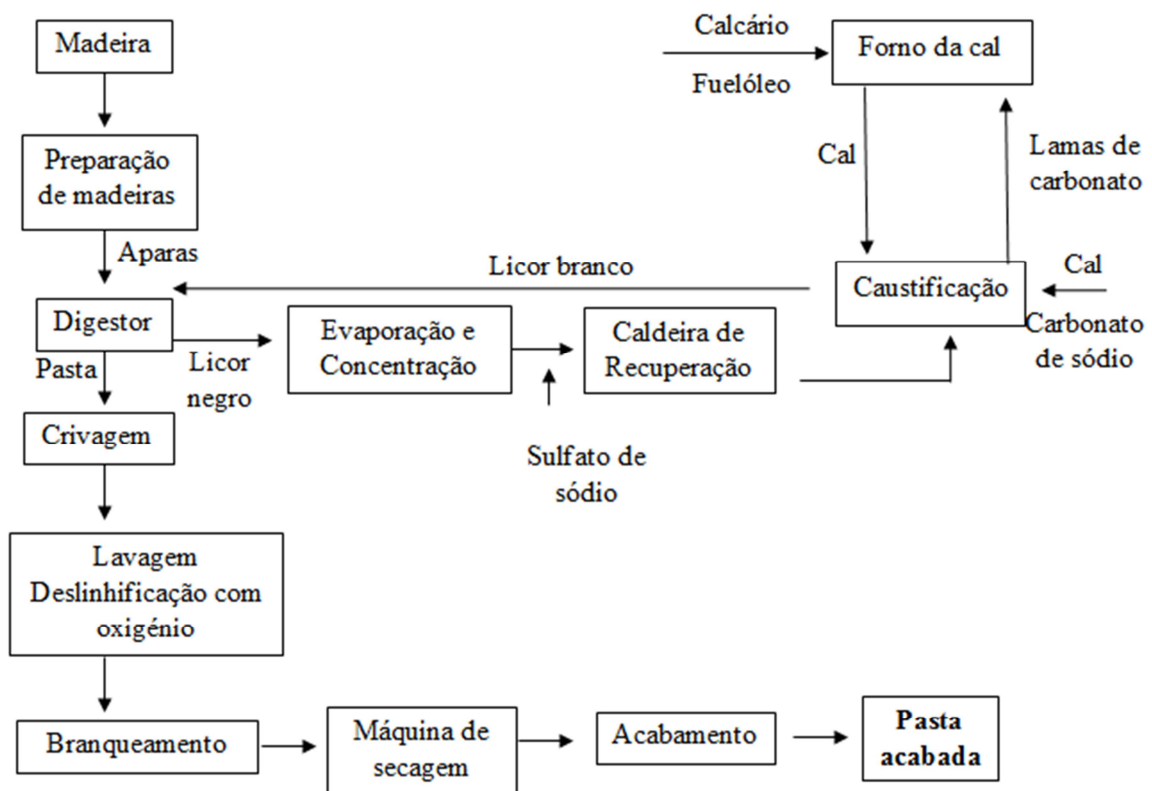 Madeira
Calcário
Fuelóleo
Forno da cal
Preparação
de madeiras
Cal
Lamas de
carbonato
Aparas
Licor branco
Caustificação
Cal
Carbonato
de sódio
Digestor
Pasta
Licor
negro
Evaporação e
Concentração
Caldeira de
Recuperação
Sulfato de
sódio
Crivagem
Lavagem
Deslinhificação com
oxigénio
Branqueamento
Máquina de
secagem
Acabamento
Pasta
acabada